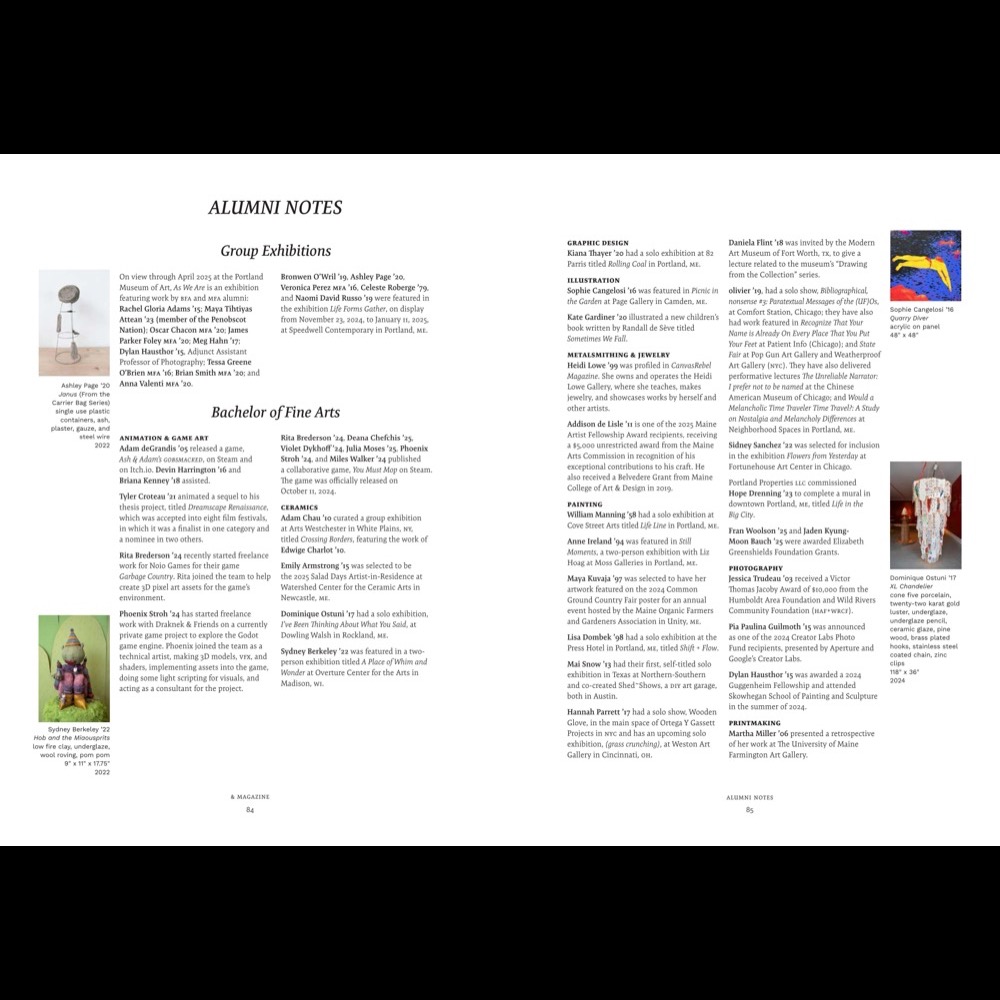 ALUMNI NOTES
Group Exhibitions
On view through April 2025 at the Portland
Museum of Art, As We Are is an exhibition
featuring work by BFA and MFA alumni:
Rachel Gloria Adams '15; Maya Tihtiyas
Attean '23 (member of the Penobscot
Nation); Oscar Chacon MFA '20; James
Parker Foley MFA '20; Meg Hahn '17;
Dylan Hausthor '15, Adjunct Assistant
Professor of Photography; Tessa Greene
O'Brien MFA '16; Brian Smith MFA '20; and
Anna Valenti MFA '20.
Bronwen O'Wril '19, Ashley Page '20,
Veronica Perez MFA '16, Celeste Roberge '79,
and Naomi David Russo '19 were featured in
the exhibition Life Forms Gather, on display
from November 23, 2024, to January 11, 2025,
at Speedwell Contemporary in Portland, ME.
Ashley Page '20
Jonus (From the
Carrier Bag Series)
single use plastic
containers, ash,
plaster, gauze, and
steel wire
2022
Bachelor of Fine Arts
ANIMATION & GAME ART
Adam deGrandis '05 released a game,
Ash & Adam's GOBSMACKED, on Steam and
on Itch.io. Devin Harrington '16 and
Briana Kenney '18 assisted.
Tyler Croteau '21 animated a sequel to his
thesis project, titled Dreamscape Renaissance,
which was accepted into eight film festivals,
in which it was a finalist in one category and
a nominee in two others.
Rita Brederson '24 recently started freelance
work for Noio Games for their game
Garbage Country. Rita joined the team to help
create 3D pixel art assets for the game's
environment.
Phoenix Stroh '24 has started freelance
work with Draknek & Friends on a currently
private game project to explore the Godot
game engine. Phoenix joined the team as a
technical artist, making 3D models, VFX, and
shaders, implementing assets into the game,
doing some light scripting for visuals, and
acting as a consultant for the project.
Rita Brederson '24, Deana Chefchis '25,
Violet Dykhoff '24, Julia Moses '25, Phoenix
Stroh '24, and Miles Walker '24 published
a collaborative game, You Must Mop on Steam.
The game was officially released on
October 11, 2024.
CERAMICS
Adam Chau '10 curated a group exhibition
at Arts Westchester in White Plains, NY,
titled Crossing Borders, featuring the work of
Edwige Charlot '10.
Emily Armstrong '15 was selected to be
the 2025 Salad Days Artist-in-Residence at
Watershed Center for the Ceramic Arts in
Newcastle, ME.
Dominique Ostuni '17 had a solo exhibition,
I've Been Thinking About What You Said, at
Dowling Walsh in Rockland, ME.
Sydney Berkeley '22 was featured in a two-
person exhibition titled A Place of Whim and
Wonder at Overture Center for the Arts in
Madison, WI.
Sydney Berkeley '22
Hob and the Miaousprits
low fire clay, underglaze,
wool roving, pom pom
9" x 11" x 17.75"
2022
& MAGAZINE
84
GRAPHIC DESIGN
Kiana Thayer '20 had a solo exhibition at 82
Parris titled Rolling Coal in Portland, ME.
ILLUSTRATION
Sophie Cangelosi '16 was featured in Picnic in
the Garden at Page Gallery in Camden, ME.
Kate Gardiner '20 illustrated a new children's
book written by Randall de Sève titled
Sometimes We Fall.
METALSMITHING & JEWELRY
Heidi Lowe '99 was profiled in CanvasRebel
Magazine. She owns and operates the Heidi
Lowe Gallery, where she teaches, makes
jewelry, and showcases works by herself and
other artists.
Addison de Lisle '11 is one of the 2025 Maine
Artist Fellowship Award recipients, receiving
a $5,000 unrestricted award from the Maine
Arts Commission in recognition of his
exceptional contributions to his craft. He
also received a Belvedere Grant from Maine
College of Art & Design in 2019.
PAINTING
William Manning '58 had a solo exhibition at
Cove Street Arts titled Life Line in Portland, ME.
Anne Ireland '94 was featured in Still
Moments, a two-person exhibition with Liz
Hoag at Moss Galleries in Portland, ME.
Maya Kuvaja '97 was selected to have her
artwork featured on the 2024 Common
Ground Country Fair poster for an annual
event hosted by the Maine Organic Farmers
and Gardeners Association in Unity, ME.
Lisa Dombek '98 had a solo exhibition at the
Press Hotel in Portland, ME, titled Shift + Flow.
Mai Snow '13 had their first, self-titled solo
exhibition in Texas at Northern-Southern
and co-created Shed~Shows, a DIY art garage,
both in Austin.
Hannah Parrett '17 had a solo show, Wooden
Glove, in the main space of Ortega Y Gassett
Projects in NYC and has an upcoming solo
exhibition, (grass crunching), at Weston Art
Gallery in Cincinnati, OH.
Daniela Flint '18 was invited by the Modern
Art Museum of Fort Worth, TX, to give a
lecture related to the museum's "Drawing
from the Collection" series.
olivier '19, had a solo show, Bibliographical,
nonsense #3: Paratextual Messages of the (UF)Os,
at Comfort Station, Chicago; they have also
had work featured in Recognize That Your
Name is Already On Every Place That You Put
Your Feet at Patient Info (Chicago); and State
Fair at Pop Gun Art Gallery and Weatherproof
Art Gallery (NYC). They have also delivered
performative lectures The Unreliable Narrator:
I prefer not to be named at the Chinese
American Museum of Chicago; and Would a
Melancholic Time Traveler Time Travel?: A Study
on Nostalgia and Melancholy Differences at
Neighborhood Spaces in Portland, ME.
Sidney Sanchez '22 was selected for inclusion
in the exhibition Flowers from Yesterday at
Fortunehouse Art Center in Chicago.
Portland Properties LLC commissioned
Hope Drenning '23 to complete a mural in
downtown Portland, ME, titled Life in the
Big City.
Fran Woolson '25 and Jaden Kyung-
Moon Bauch '25 were awarded Elizabeth
Greenshields Foundation Grants.
PHOTOGRAPHY
Jessica Trudeau '03 received a Victor
Thomas Jacoby Award of $10,000 from the
Humboldt Area Foundation and Wild Rivers
Community Foundation (HAF+WRCF).
Pia Paulina Guilmoth '15 was announced
as one of the 2024 Creator Labs Photo
Fund recipients, presented by Aperture and
Google's Creator Labs.
Dylan Hausthor '15 was awarded a 2024
Guggenheim Fellowship and attended
Skowhegan School of Painting and Sculpture
in the summer of 2024.
PRINTMAKING
Martha Miller '06 presented a retrospective
of her work at The University of Maine
Farmington Art Gallery.
Sophie Cangelosi '16
Quarry Diver
acrylic on panel
48" x 48"
Dominique Ostuni '17
XL Chandelier
cone five porcelain,
twenty-two karat gold
luster, underglaze,
underglaze pencil,
ceramic glaze, pine
wood, brass plated
hooks, stainless steel
coated chain, zinc
clips
118" x 36"
2024
ALUMNI NOTES
85